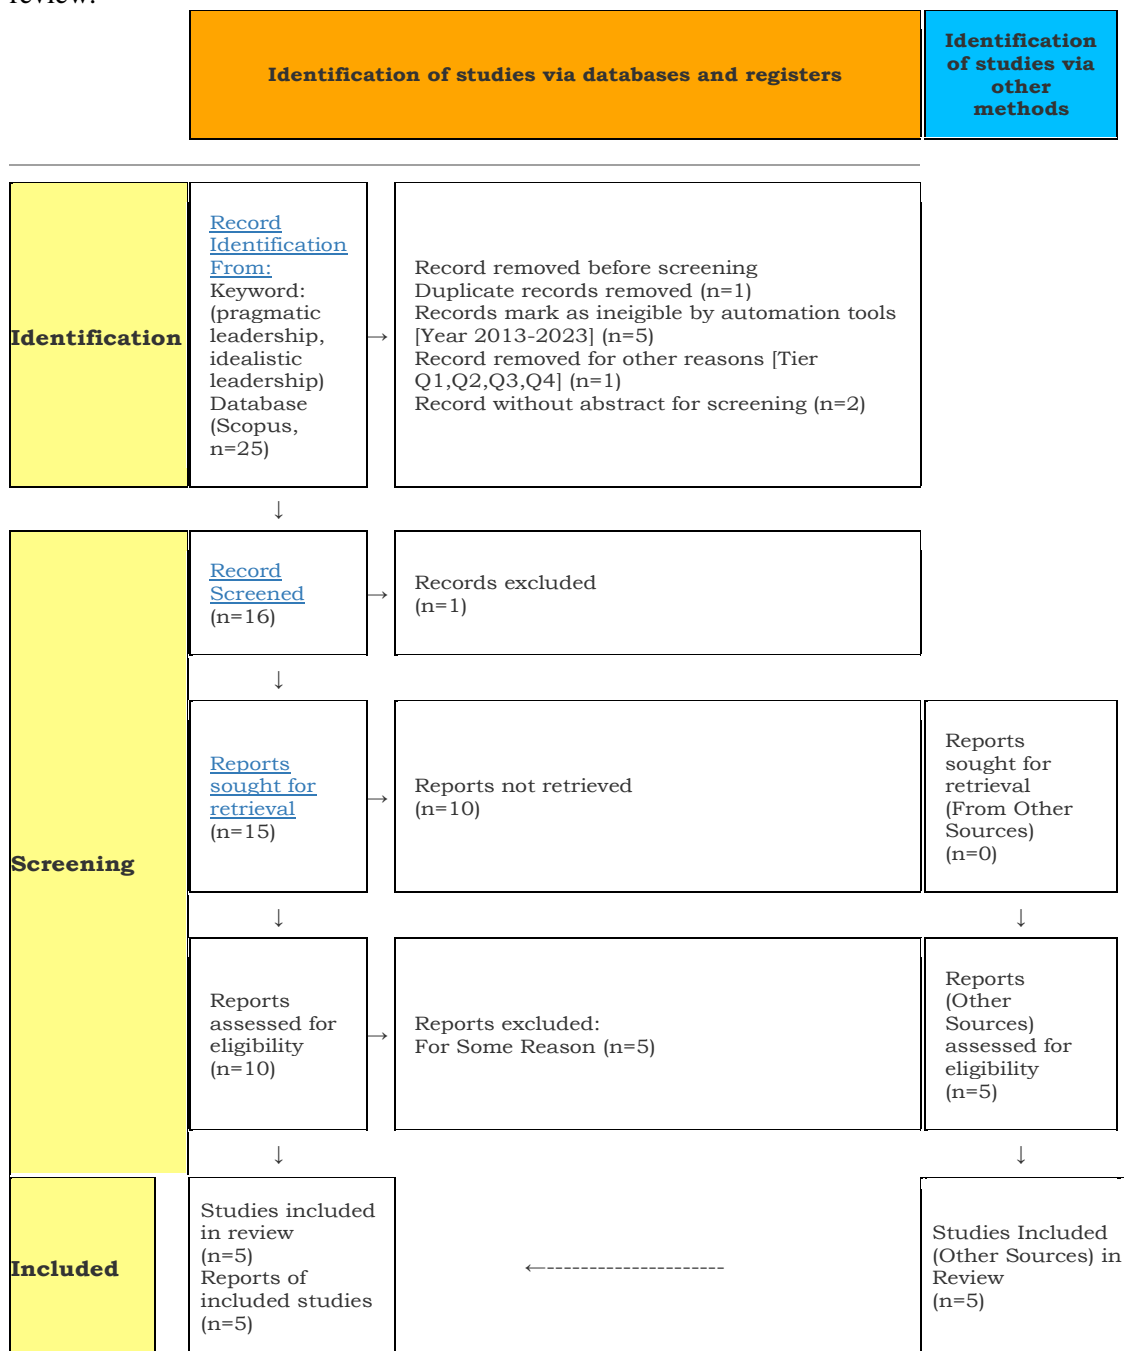 review.
Identification of studies via databases and registers
Identification
of studies via
other
methods
Identification
Record
Identification
From:
Keyword:
(pragmatic
leadership,
idealistic
leadership)
Database
(Scopus,
n=25)
→
Record removed before screening
Duplicate records removed (n=1)
Records mark as ineigible by automation tools
[Year 2013-2023] (n=5)
Record removed for other reasons [Tier
Q1,Q2,Q3,Q4] (n=1)
Record without abstract for screening (n=2)
↓
Screening
Record
Screened
(n=16)
→
Records excluded
(n=1)
↓
Reports
sought for
retrieval
(n=15)
→
Reports not retrieved
(n=10)
Reports
sought for
retrieval
(From Other
Sources)
(n=0)
↓
↓
Reports
assessed for
eligibility
(n=10)
→
Reports excluded:
For Some Reason (n=5)
Reports
(Other
Sources)
assessed for
eligibility
(n=5)
↓
↓
Included
Studies included
in review
(n=5)
Reports of
included studies
(n=5)
←---------------------
Studies Included
(Other Sources) in
Review
(n=5)